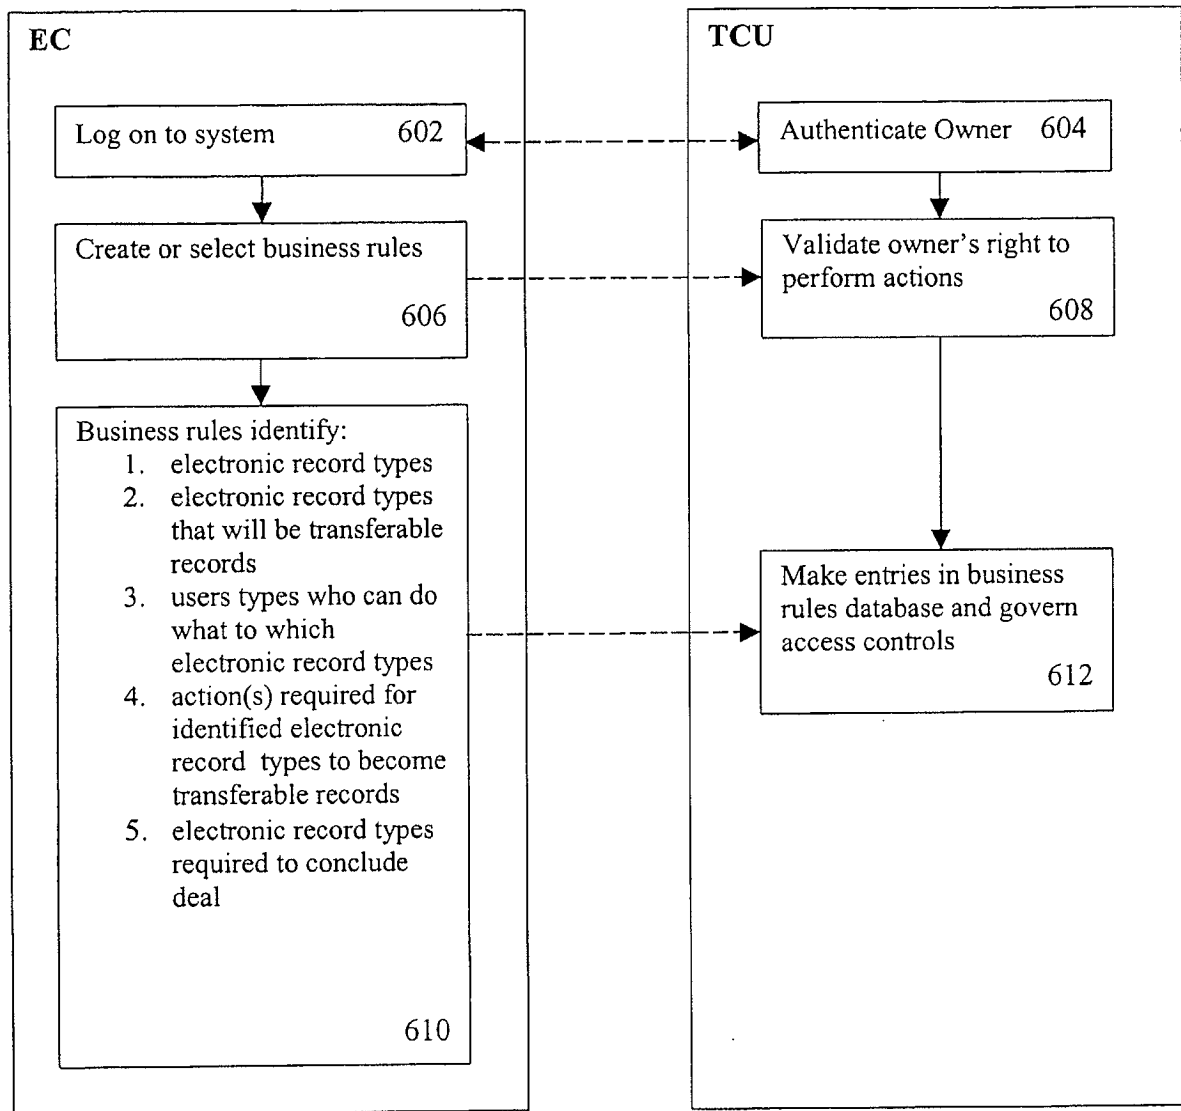 EC
Log on to system 602
Create or select business rules
606
Business rules identify:
1. electronic record types
2. electronic record types
that will be transferable
records
3. users types who can do
what to which
electronic record types
4. action(s) required for
identified electronic
record types to become
transferable records
5. electronic record types
required to conclude
deal
610
TCU
Authenticate Owner 604
Validate owner's right to
perform actions
608
Make entries in business
rules database and govern
access controls
612